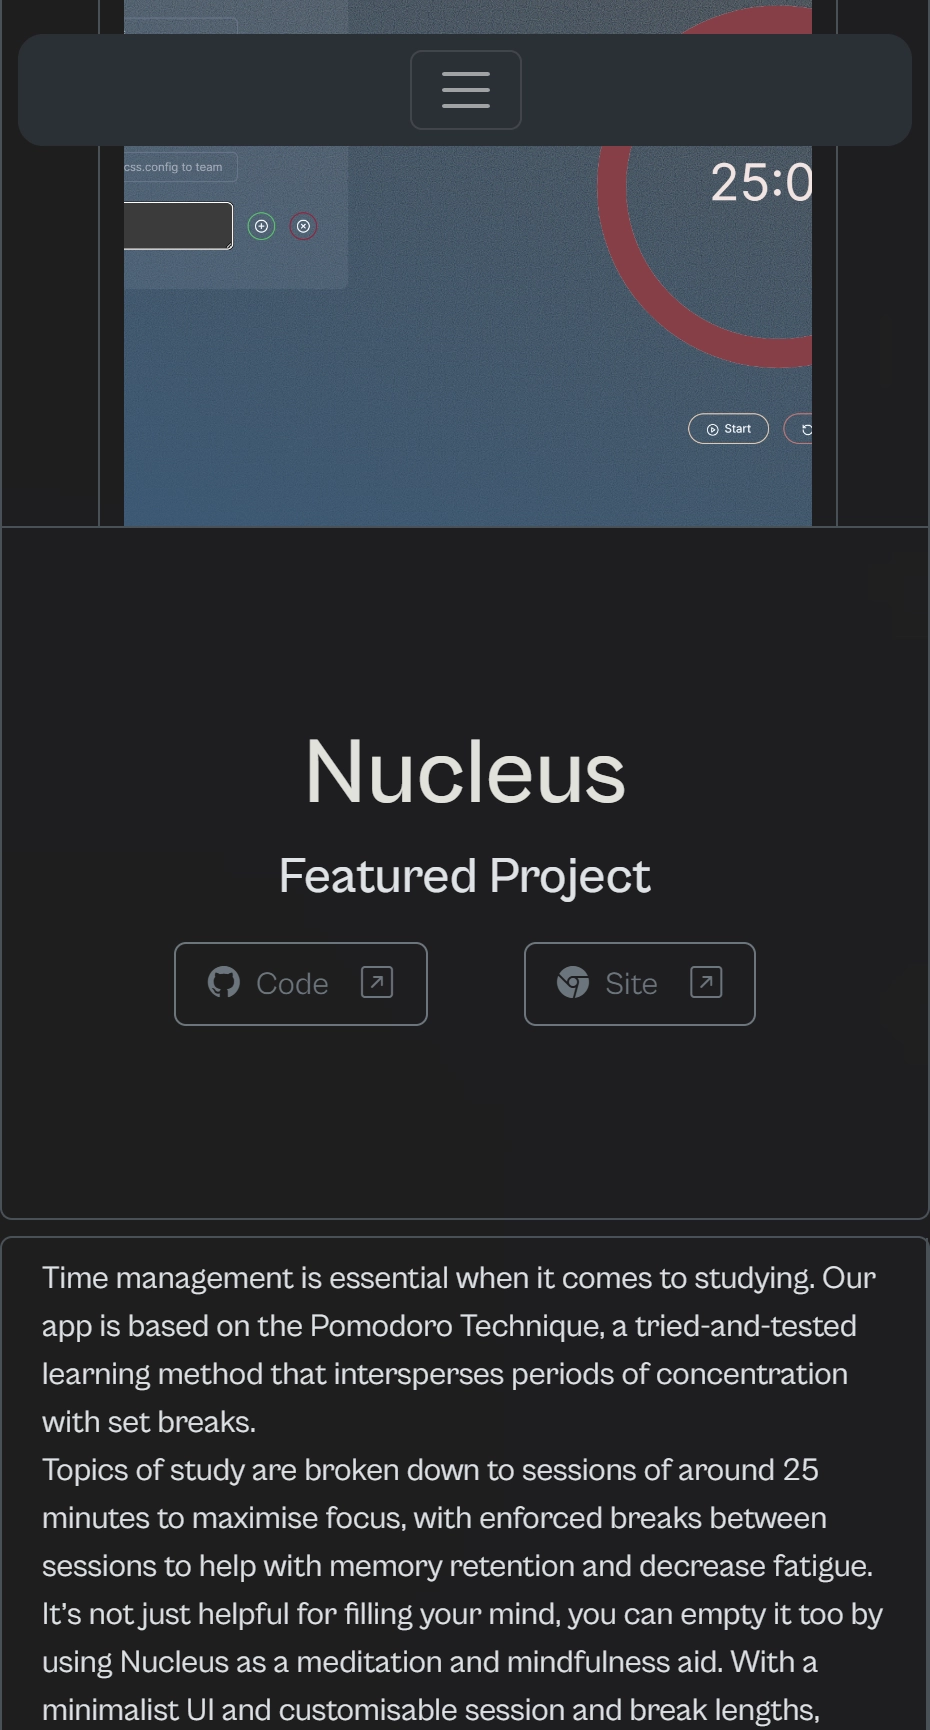 css.config to team
25:0
Start
Nucleus
Featured Project
Code
Site
Time management is essential when it comes to studying. Our
app is based on the Pomodoro Technique, a tried-and-tested
learning method that intersperses periods of concentration
with set breaks.
Topics of study are broken down to sessions of around 25
minutes to maximise focus, with enforced breaks between
sessions to help with memory retention and decrease fatigue.
It’s not just helpful for filling your mind, you can empty it too by
using Nucleus as a meditation and mindfulness aid. With a
minimalist UI and customisable session and break lengths,